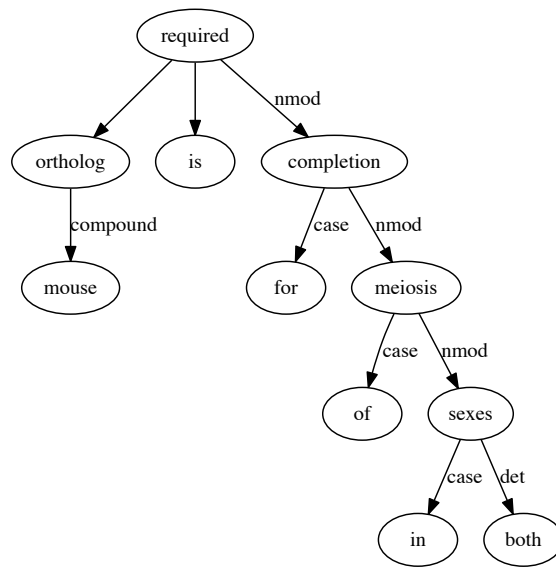 required
nmod
ortholog is completion
compound case nmod
mouse for meiosis
case nmod
of sexes
case det
in both